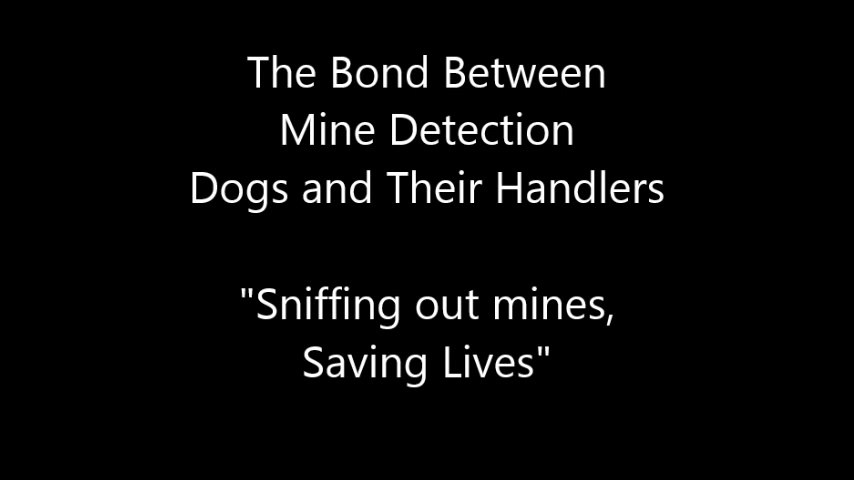 The Bond Between
Mine Detection
Dogs and Their Handlers
"Sniffing out mines,
Saving Lives"